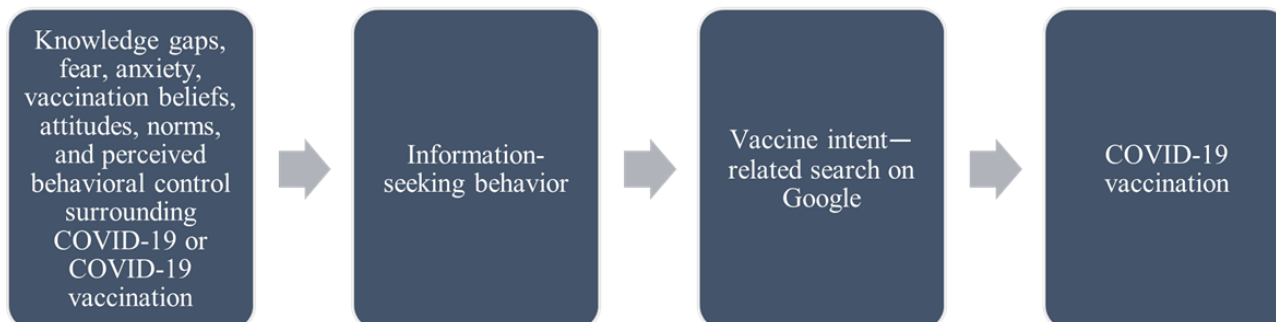 Knowledge gaps,
fear, anxiety,
vaccination beliefs,
attitudes, norms,
and perceived
behavioral control
surrounding
COVID-19 or
COVID-19
vaccination
Information-
seeking behavior
Vaccine intent—
related search on
Google
COVID-19
vaccination